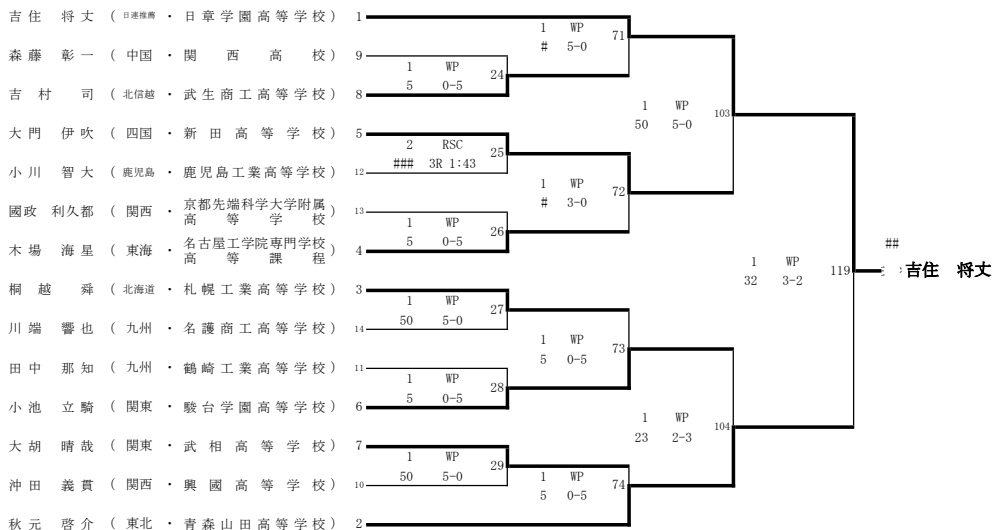 吉住 将丈 ( 日連推薦 ・ 日章学園高等学校 ) 1
森藤 彰一 ( 中国 ・ 関西高校 ) 9
吉村 司 ( 北信越 ・ 武生商工高等学校 ) 8
大門 伊吹 ( 四国 ・ 新田高等学校 ) 5
小川 智大 ( 鹿児島 ・ 鹿児島工業高等学校 ) 12
國政 利久都 ( 関西 ・ 京都先端科学大学附属高等学校 ) 13
木場 海星 ( 東海 ・ 名古屋工学院専門学校高等課程 ) 4
桐越 舜 ( 北海道 ・ 札幌工業高等学校 ) 3
川端 響也 ( 九州 ・ 名護商工高等学校 ) 14
田中 那知 ( 九州 ・ 鶴崎工業高等学校 ) 11
小池 立騎 ( 関東 ・ 駿台学園高等学校 ) 6
大胡 晴哉 ( 関東 ・ 武相高等学校 ) 7
沖田 義貫 ( 関西 ・ 興國高等学校 ) 10
秋元 啓介 ( 東北 ・ 青森山田高等学校 ) 2
1 WP 24
5 0-5
2 RSC 25
### 3R 1:43
1 WP 26
5 0-5
1 WP 27
50 5-0
1 WP 28
5 0-5
1 WP 29
50 5-0
1 WP 71
# 5-0
1 WP 72
# 3-0
1 WP 73
5 0-5
1 WP 74
5 0-5
1 WP 103
50 5-0
1 WP 104
23 2-3
1 WP 119
32 3-2
##
吉住 将丈